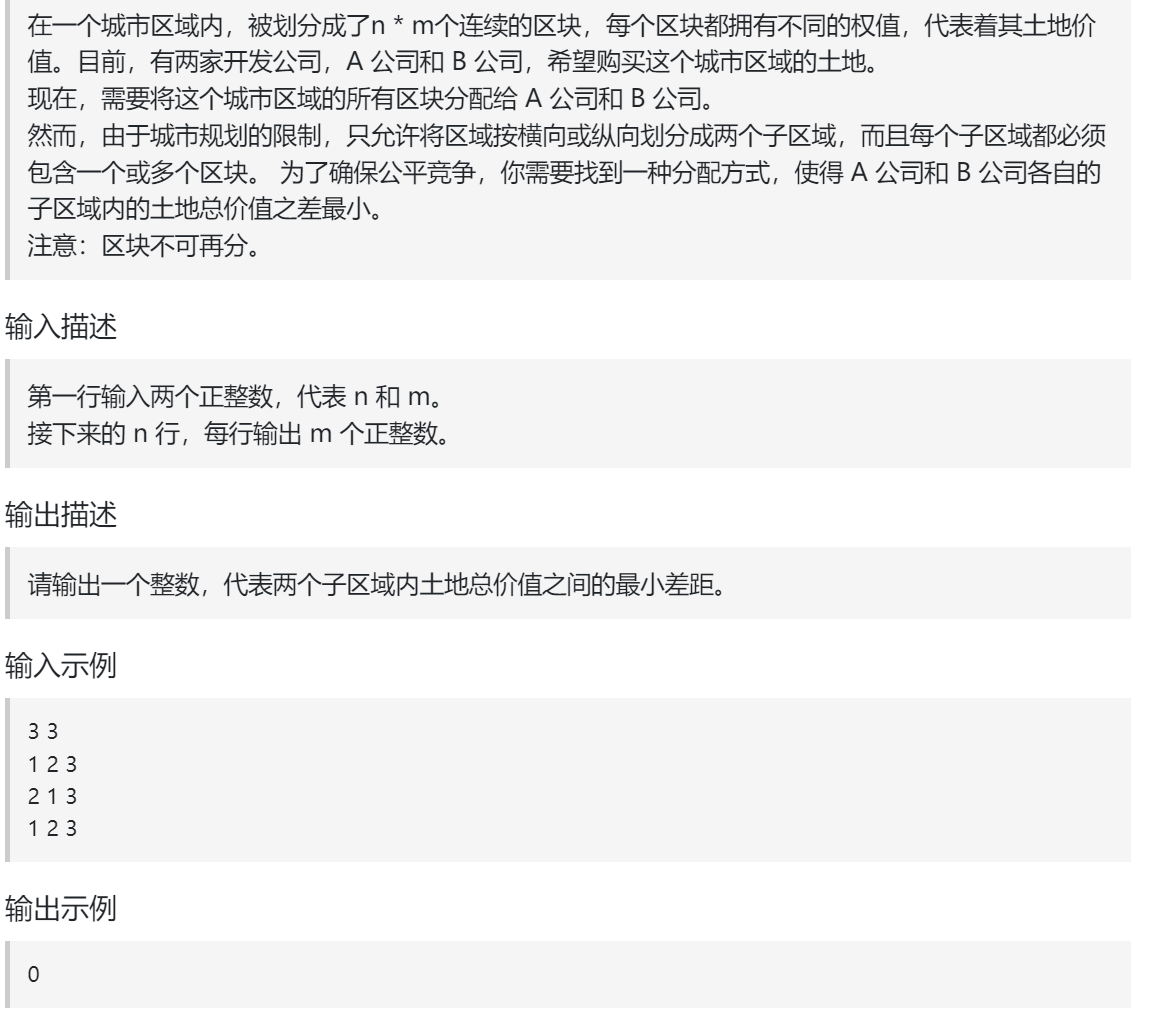 在一个城市区域内，被划分成了n * m个连续的区块，每个区块都拥有不同的权值，代表着其土地价
值。目前，有两家开发公司，A 公司和 B 公司，希望购买这个城市区域的土地。
现在，需要将这个城市区域的所有区块分配给 A 公司和 B 公司。
然而，由于城市规划的限制，只允许将区域按横向或纵向划分成两个子区域，而且每个子区域都必须
包含一个或多个区块。 为了确保公平竞争，你需要找到一种分配方式，使得 A 公司和 B 公司各自的
子区域内的土地总价值之差最小。
注意：区块不可再分。
输入描述
第一行输入两个正整数，代表 n 和 m。
接下来的 n 行，每行输出 m 个正整数。
输出描述
请输出一个整数，代表两个子区域内土地总价值之间的最小差距。
输入示例
3 3
1 2 3
2 1 3
1 2 3
输出示例
0